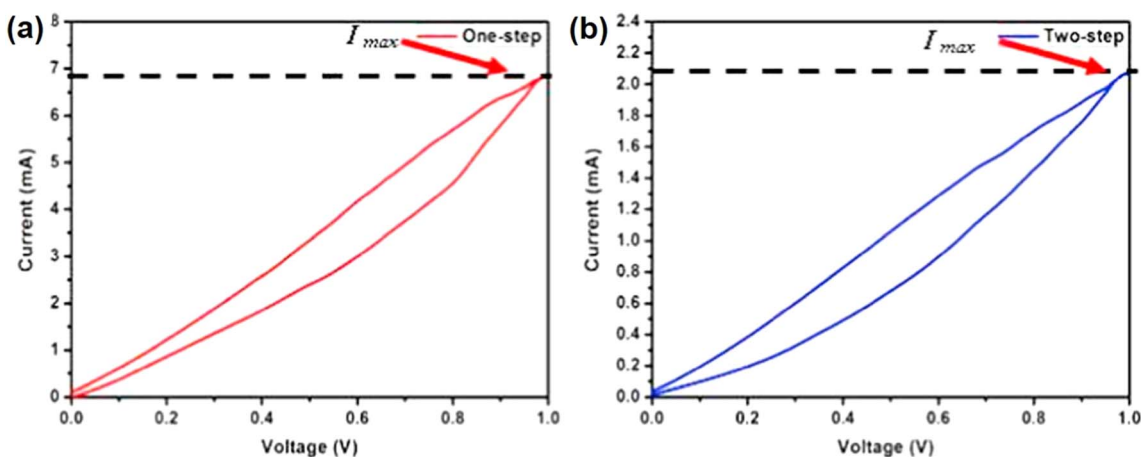 (a)
I max
One-step
8
7
6
5
4
3
2
1
0
Current (mA)
0.0 0.2 0.4 0.6 0.8 1.0
Voltage (V)
(b)
I max
Two-step
2.4
2.2
2.0
1.8
1.6
1.4
1.2
1.0
0.8
0.6
0.4
0.2
0.0
Current (mA)
0.0 0.2 0.4 0.6 0.8 1.0
Voltage (V)